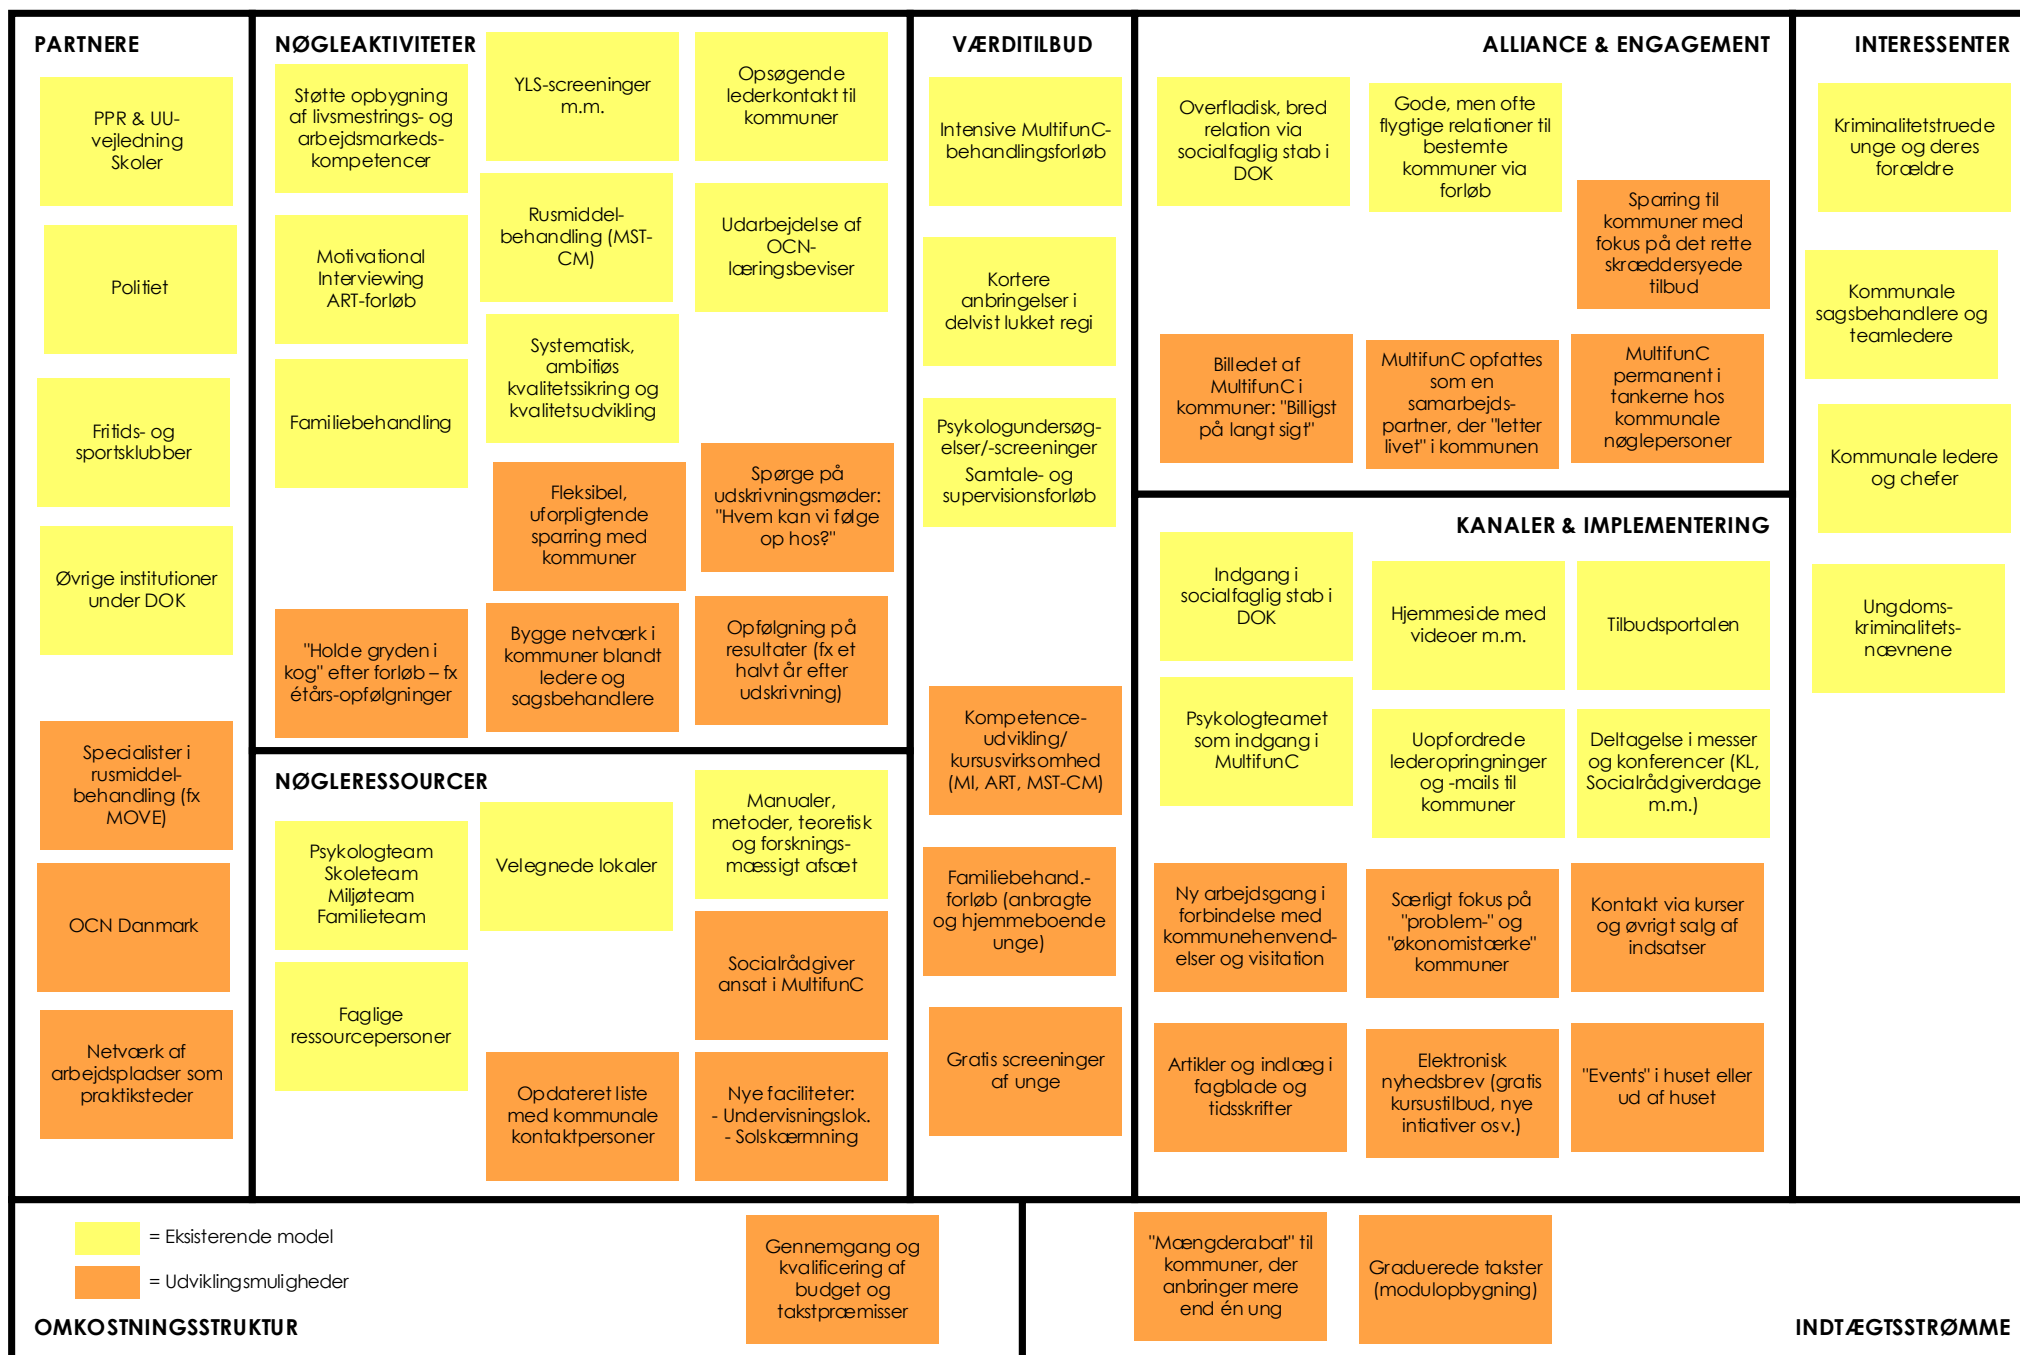 PARTNERE
PPR & UU-
vejledning
Skoler
Politiet
Fritids- og
sportsklubber
Øvrige institutioner
under DOK
Specialister i
rusmiddel-
behandling (fx
MOVE)
OCN Danmark
Netværk af
arbejdspladser som
praktiksteder
NØGLEAKTIVITETER
Støtte opbygning
af livsmestrings- og
arbejdsmarkeds-
kompetencer
YLS-screeninger
m.m.
Opsøgende
lederkontakt til
kommuner
Motivational
Interviewing
ART-forløb
Rusmiddel-
behandling (MST-
CM)
Udarbejdelse af
OCN-
læringsbeviser
Familiebehandling
Systematisk,
ambitiøs
kvalitetssikring og
kvalitetsudvikling
Fleksibel,
uforpligtende
sparring med
kommuner
Spørge på
udskrivningsmøder:
"Hvem kan vi følge
op hos?"
"Holde gryden i
kog" efter forløb – fx
étårs-opfølgninger
Bygge netværk i
kommuner blandt
ledere og
sagsbehandlere
Opfølgning på
resultater (fx et
halvt år efter
udskrivning)
NØGLERESSOURCER
Psykologteam
Skoleteam
Miljøteam
Familieteam
Velegnede lokaler
Manualer,
metoder, teoretisk
og forsknings-
mæssigt afsæt
Faglige
ressourcepersoner
Socialrådgiver
ansat i MultifunC
Opdateret liste
med kommunale
kontaktpersoner
Nye faciliteter:
- Undervisningslok.
- Solskærmning
VÆRDITILBUD
Intensive MultifunC-
behandlingsforløb
Kortere
anbringelser i
delvist lukket regi
Psykologundersøg-
elser/-screeninger
Samtale- og
supervisionsforløb
Kompetence-
udvikling/
kursusvirksomhed
(MI, ART, MST-CM)
Familiebehand.-
forløb (anbragte
og hjemmeboende
unge)
Gratis screeninger
af unge
ALLIANCE & ENGAGEMENT
Overfladisk, bred
relation via
socialfaglig stab i
DOK
Gode, men ofte
flygtige relationer til
bestemte
kommuner via
forløb
Sparring til
kommuner med
fokus på det rette
skræddersyede
tilbud
Billedet af
MultifunC i
kommuner: "Billigst
på langt sigt"
MultifunC opfattes
som en
samarbejds-
partner, der "letter
livet" i kommunen
MultifunC
permanent i
tankerne hos
kommunale
nøglepersoner
KANALER & IMPLEMENTERING
Indgang i
socialfaglig stab i
DOK
Hjemmeside med
videoer m.m.
Tilbudsportalen
Psykologteamet
som indgang i
MultifunC
Uopfordrede
lederopringninger
og -mails til
kommuner
Deltagelse i messer
og konferencer (KL,
Socialrådgiverdage
m.m.)
Ny arbejdsgang i
forbindelse med
kommunehenvend-
elser og visitation
Særligt fokus på
"problem-" og
"økonomistærke"
kommuner
Kontakt via kurser
og øvrigt salg af
indsatser
Artikler og indlæg i
fagblade og
tidsskrifter
Elektronisk
nyhedsbrev (gratis
kursustilbud, nye
intiativer osv.)
"Events" i huset eller
ud af huset
INTERESSENTER
Kriminalitetstruede
unge og deres
forældre
Kommunale
sagsbehandlere og
teamledere
Kommunale ledere
og chefer
Ungdoms-
kriminalitets-
nævnene
= Eksisterende model
= Udviklingsmuligheder
OMKOSTNINGSSTRUKTUR
Gennemgang og
kvalificering af
budget og
takstpræmisser
"Mængderabat" til
kommuner, der
anbringer mere
end én ung
Graduerede takster
(modulopbygning)
INDTÆGTSSTRØMME